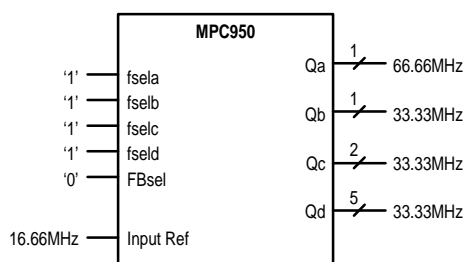 MPC950
‘1’ fsela
‘1’ fselb
‘1’ fselc
‘1’ fseld
‘0’ FBsel
16.66MHz Input Ref
Qa 1 66.66MHz
Qb 1 33.33MHz
Qc 2 33.33MHz
Qd 5 33.33MHz